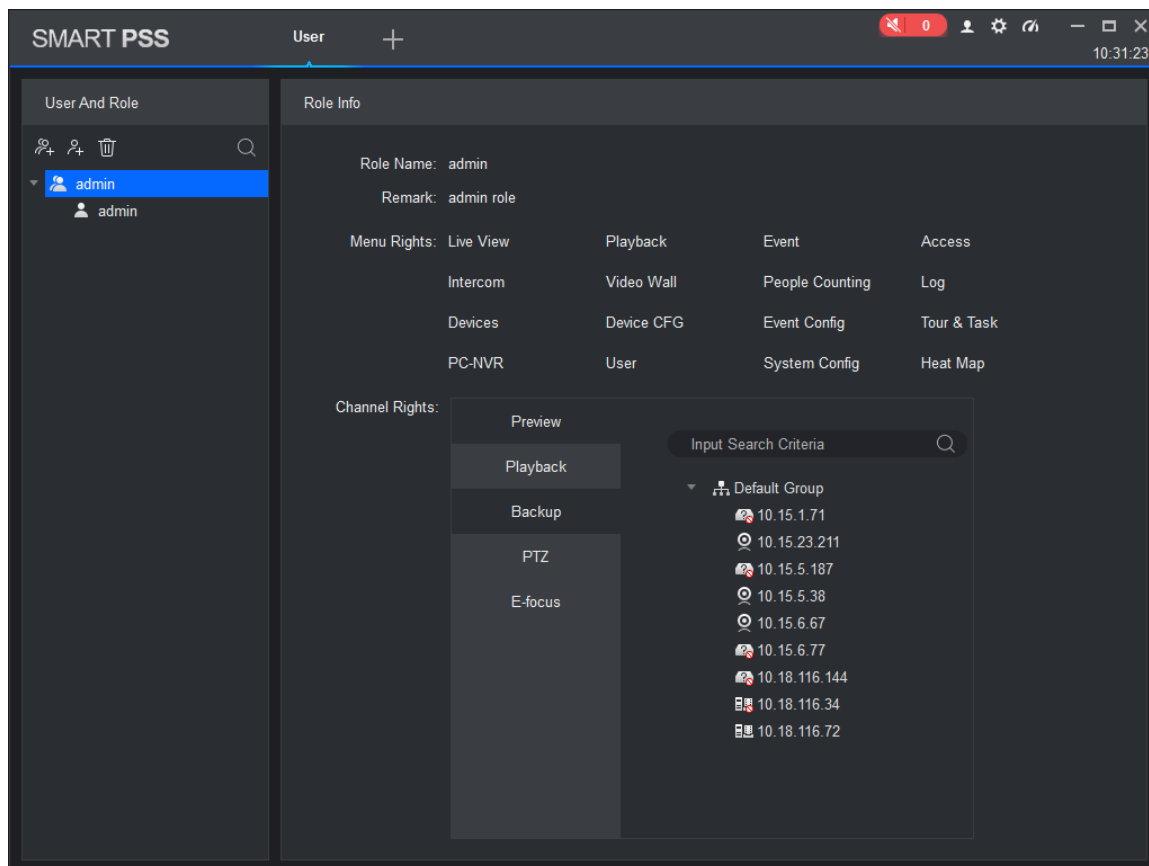 SMART PSS User 0
10:31:23
User And Role
Role Info
admin
admin
Role Name: admin
Remark: admin role
Menu Rights: Live View Playback Event Access
Intercom Video Wall People Counting Log
Devices Device CFG Event Config Tour & Task
PC-NVR User System Config Heat Map
Channel Rights:
Preview
Playback
Backup
PTZ
E-focus
Input Search Criteria
Default Group
10.15.1.71
10.15.23.211
10.15.5.187
10.15.5.38
10.15.6.67
10.15.6.77
10.18.116.144
10.18.116.34
10.18.116.72